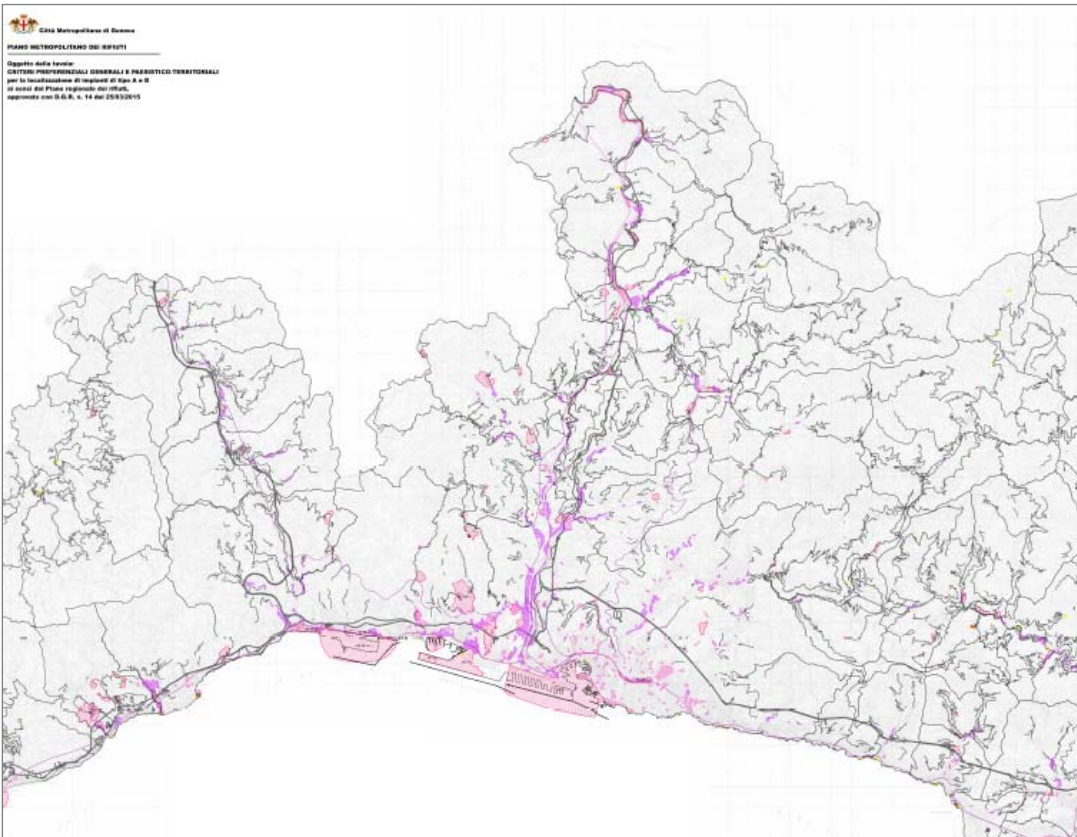 Città Metropolitana di Genova
PIANO METROPOLITANO DEI RIFIUTI
Oggetto della tavola:
CRITERI PREFERENZIALI GENERALI E PAESISTICO TERRITORIALI
per la localizzazione di impianti di tipo A e B
ai sensi del Piano regionale dei rifiuti,
approvato con D.G.R. n. 14 del 25/03/2015